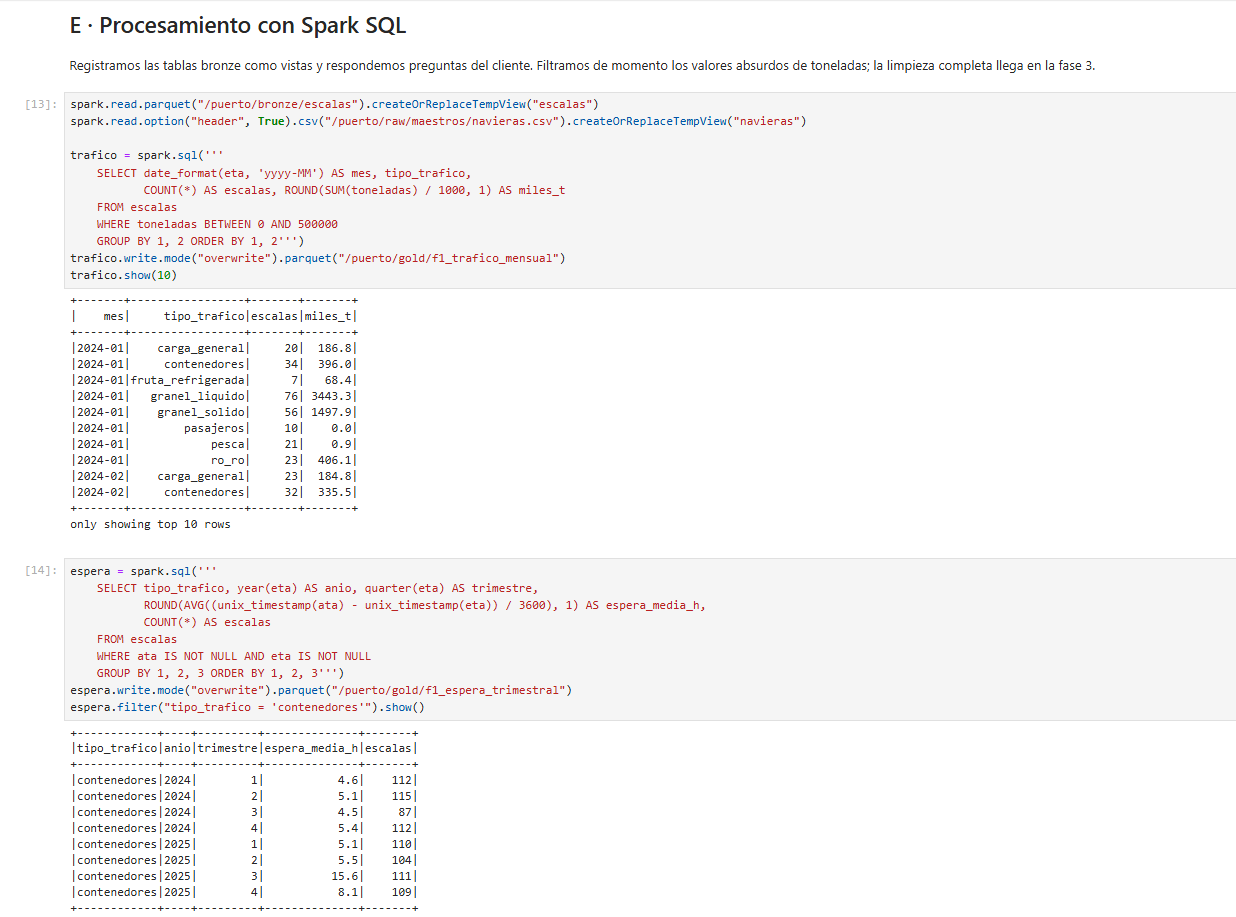 E · Procesamiento con Spark SQL
Registramos las tablas bronze como vistas y respondemos preguntas del cliente. Filtramos de momento los valores absurdos de toneladas; la limpieza completa llega en la fase 3.
[13]:
spark.read.parquet("/puerto/bronze/escalas").createOrReplaceTempView("escalas")
spark.read.option("header", True).csv("/puerto/raw/maestros/navieras.csv").createOrReplaceTempView("navieras")
trafico = spark.sql('''
    SELECT date_format(eta, 'yyyy-MM') AS mes, tipo_trafico,
           COUNT(*) AS escalas, ROUND(SUM(toneladas) / 1000, 1) AS miles_t
    FROM escalas
    WHERE toneladas BETWEEN 0 AND 500000
    GROUP BY 1, 2 ORDER BY 1, 2''')
trafico.write.mode("overwrite").parquet("/puerto/gold/f1_trafico_mensual")
trafico.show(10)
+-------+-----------------+-------+-------+
|    mes|     tipo_trafico|escalas|miles_t|
+-------+-----------------+-------+-------+
|2024-01|    carga_general|     20|  186.8|
|2024-01|     contenedores|     34|  396.0|
|2024-01|fruta_refrigerada|      7|   68.4|
|2024-01|   granel_liquido|     76| 3443.3|
|2024-01|    granel_solido|     56| 1497.9|
|2024-01|        pasajeros|     10|    0.0|
|2024-01|            pesca|     21|    0.9|
|2024-01|            ro_ro|     23|  406.1|
|2024-02|    carga_general|     23|  184.8|
|2024-02|     contenedores|     32|  335.5|
+-------+-----------------+-------+-------+
only showing top 10 rows
[14]:
espera = spark.sql('''
    SELECT tipo_trafico, year(eta) AS anio, quarter(eta) AS trimestre,
           ROUND(AVG((unix_timestamp(ata) - unix_timestamp(eta)) / 3600), 1) AS espera_media_h,
           COUNT(*) AS escalas
    FROM escalas
    WHERE ata IS NOT NULL AND eta IS NOT NULL
    GROUP BY 1, 2, 3 ORDER BY 1, 2, 3''')
espera.write.mode("overwrite").parquet("/puerto/gold/f1_espera_trimestral")
espera.filter("tipo_trafico = 'contenedores'").show()
+------------+----+---------+--------------+-------+
|tipo_trafico|anio|trimestre|espera_media_h|escalas|
+------------+----+---------+--------------+-------+
|contenedores|2024|        1|           4.6|    112|
|contenedores|2024|        2|           5.1|    115|
|contenedores|2024|        3|           4.5|     87|
|contenedores|2024|        4|           5.4|    112|
|contenedores|2025|        1|           5.1|    110|
|contenedores|2025|        2|           5.5|    104|
|contenedores|2025|        3|          15.6|    111|
|contenedores|2025|        4|           8.1|    109|
+------------+----+---------+--------------+-------+